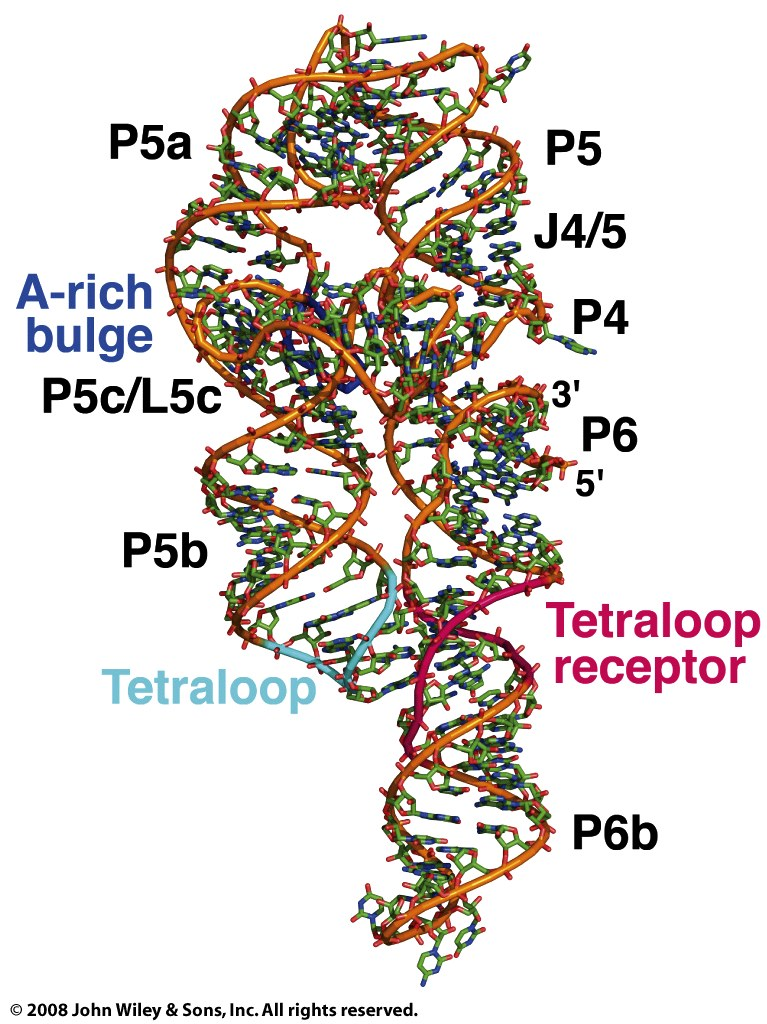 P5a
P5
J4/5
A-rich
bulge
P4
P5c/L5c
3'
P6
5'
P5b
Tetraloop
receptor
Tetraloop
P6b
© 2008 John Wiley & Sons, Inc. All rights reserved.